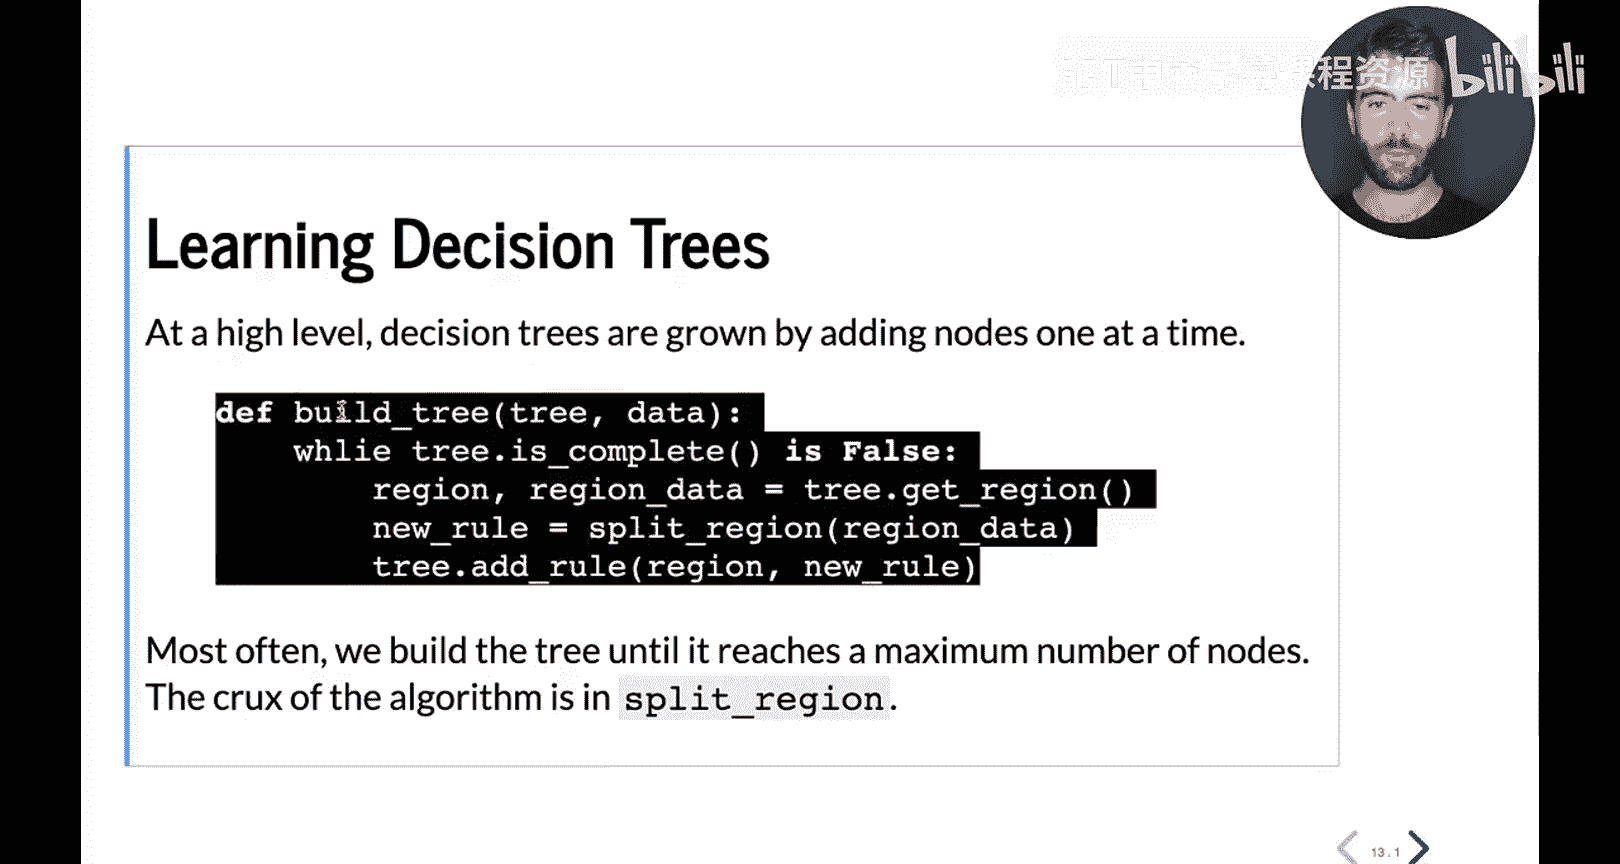 程资源 bilibili
Learning Decision Trees
At a high level, decision trees are grown by adding nodes one at a time.
def build_tree(tree, data):
whlie tree.is_complete() is False:
region, region_data = tree.get_region()
new_rule = split_region(region_data)
tree.add_rule(region, new_rule)
Most often, we build the tree until it reaches a maximum number of nodes.
The crux of the algorithm is in split_region.
13.1